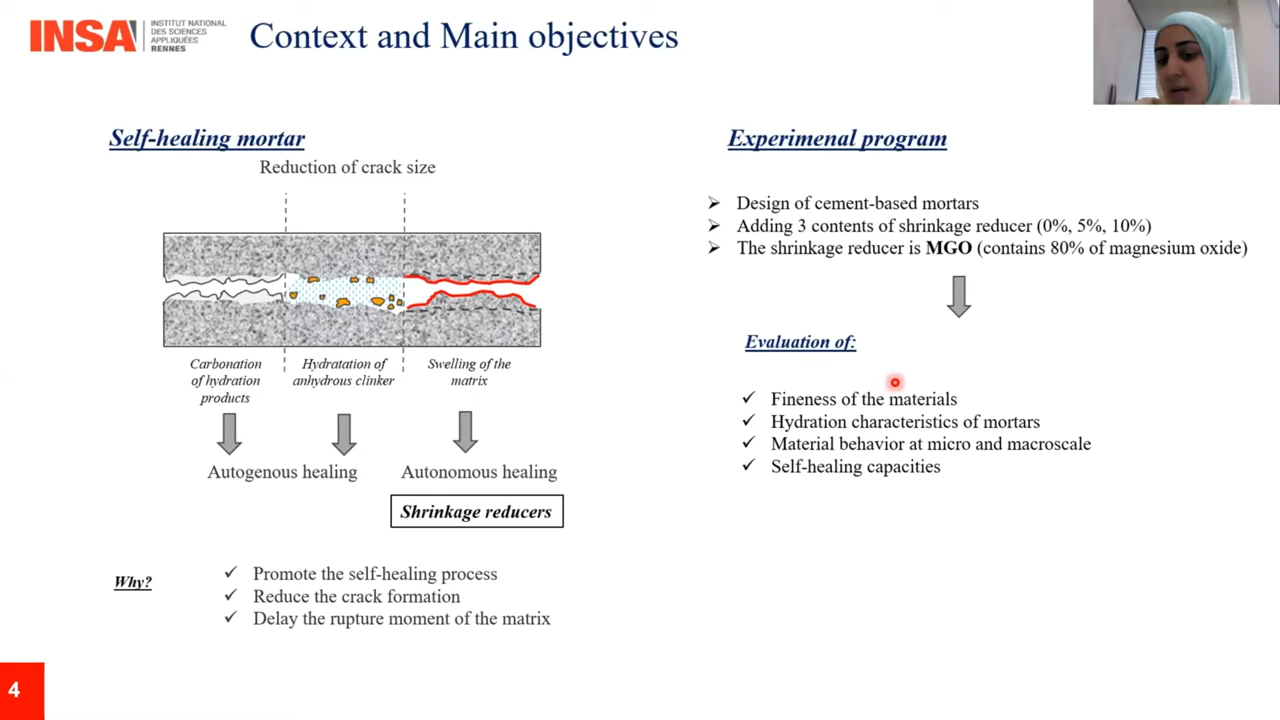 INSA
INSTITUT NATIONAL
DES SCIENCES
APPLIQUÉES
RENNES
Context and Main objectives
Self-healing mortar
Reduction of crack size
Carbonation
of hydration
products
Hydratation of
anhydrous clinker
Swelling of the
matrix
Autogenous healing
Autonomous healing
Shrinkage reducers
Why?
✓ Promote the self-healing process
✓ Reduce the crack formation
✓ Delay the rupture moment of the matrix
Experimenal program
➢ Design of cement-based mortars
➢ Adding 3 contents of shrinkage reducer (0%, 5%, 10%)
➢ The shrinkage reducer is MGO (contains 80% of magnesium oxide)
Evaluation of:
✓ Fineness of the materials
✓ Hydration characteristics of mortars
✓ Material behavior at micro and macroscale
✓ Self-healing capacities
4